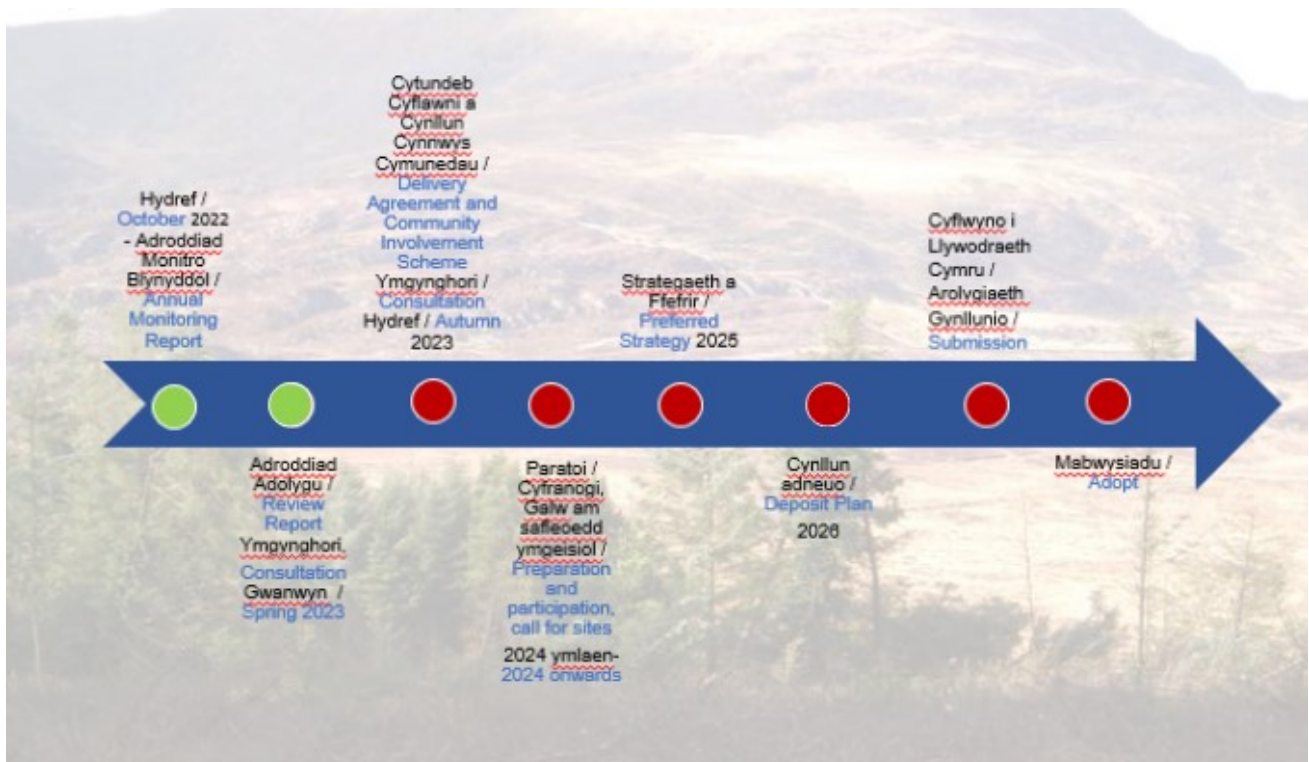 Hydref /
October 2022
- Adroddiad
Monitro
Blynyddol /
Annual
Monitoring
Report
Adroddiad
Adolygu /
Review
Report
Ymgynghori.
Consultation
Gwanwyn /
Spring 2023
Cytundeb
Cyflawni a
Cynllun
Cynnwys
Cymunedau /
Delivery
Agreement and
Community
Involvement
Scheme
Ymgynghori /
Consultation
Hydref / Autumn
2023
Paratoi /
Cyfranogi,
Galw am
safleoedd
ymgeisiol /
Preparation
and
participation,
call for sites
2024 ymlaen-
2024 onwards
Strategaeth a
Ffefrir /
Preferred
Strategy 2025
Cynllun
adneuo /
Deposit Plan
2026
Cyflwyno i
Llywodraeth
Cymru /
Arolygiaeth
Gynllunio /
Submission
Mabwysiadu /
Adopt